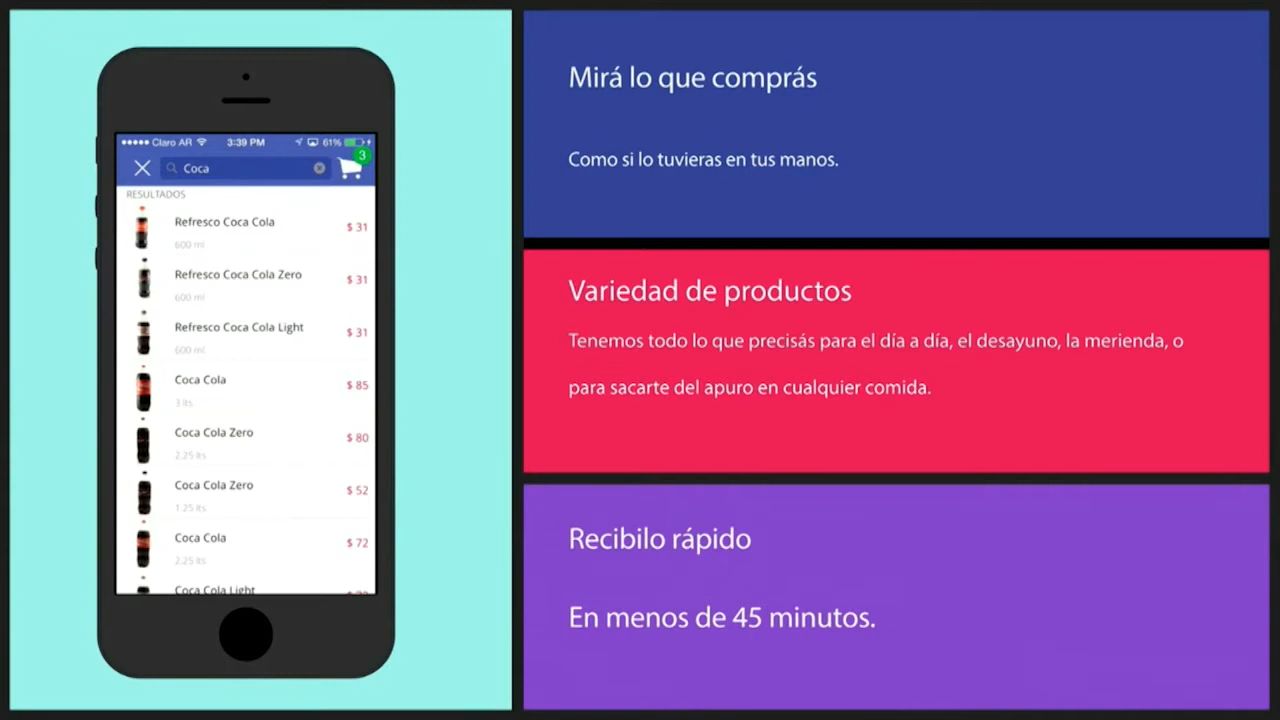 Claro AR 3:39 PM 61%
3
Coca
RESULTADOS
Refresco Coca Cola
$ 31
600 ml
Refresco Coca Cola Zero
$ 31
600 ml
Refresco Coca Cola Light
$ 31
600 ml
Coca Cola
$ 85
3 lts
Coca Cola Zero
$ 80
2.25 lts
Coca Cola Zero
$ 52
1.25 lts
Coca Cola
$ 72
2.25 lts
Coca Cola Light
Mirá lo que comprás
Como si lo tuvieras en tus manos.
Variedad de productos
Tenemos todo lo que precisás para el día a día, el desayuno, la merienda, o
para sacarte del apuro en cualquier comida.
Recibilo rápido
En menos de 45 minutos.